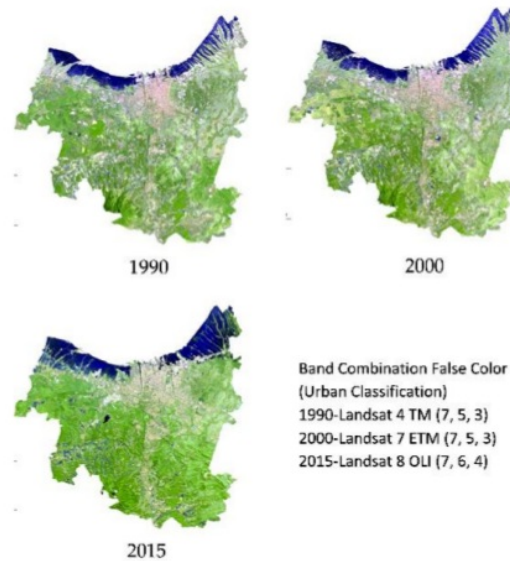 1990
2000
2015
Band Combination False Color
(Urban Classification)
1990-Landsat 4 TM (7, 5, 3)
2000-Landsat 7 ETM (7, 5, 3)
2015-Landsat 8 OLI (7, 6, 4)